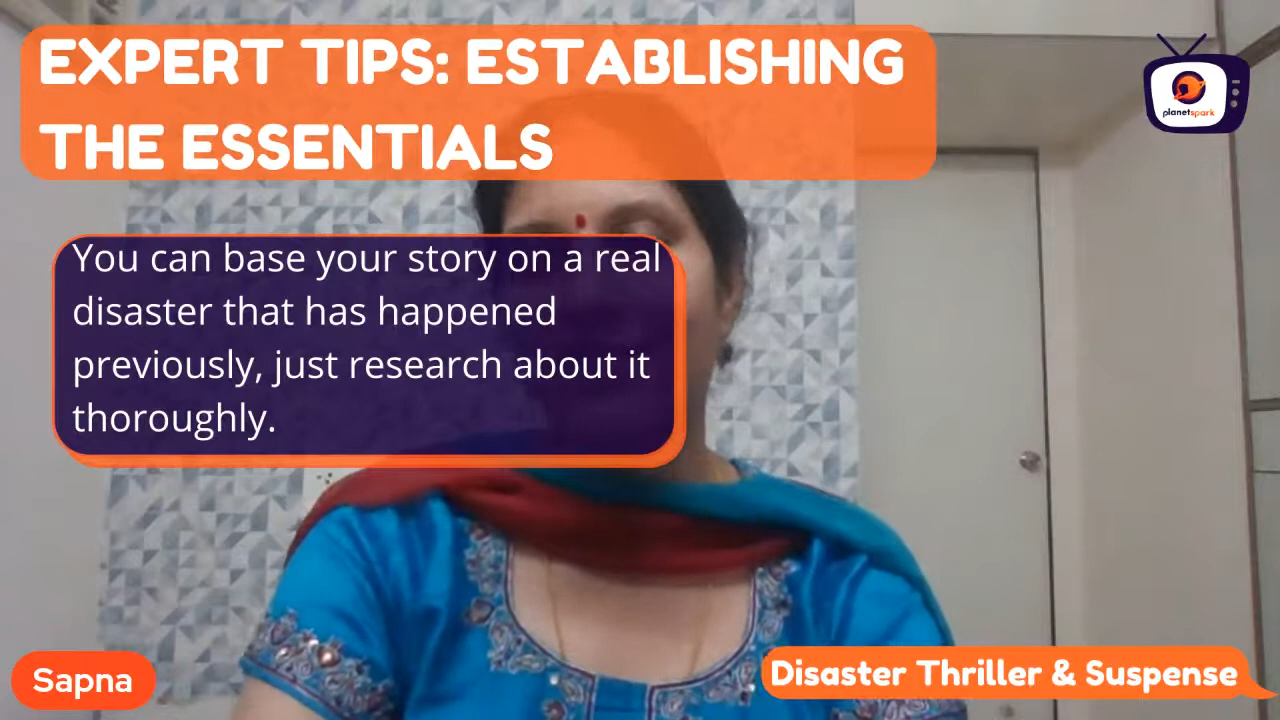 EXPERT TIPS: ESTABLISHING
THE ESSENTIALS
planetspark
You can base your story on a real
disaster that has happened
previously, just research about it
thoroughly.
Sapna
Disaster Thriller & Suspense